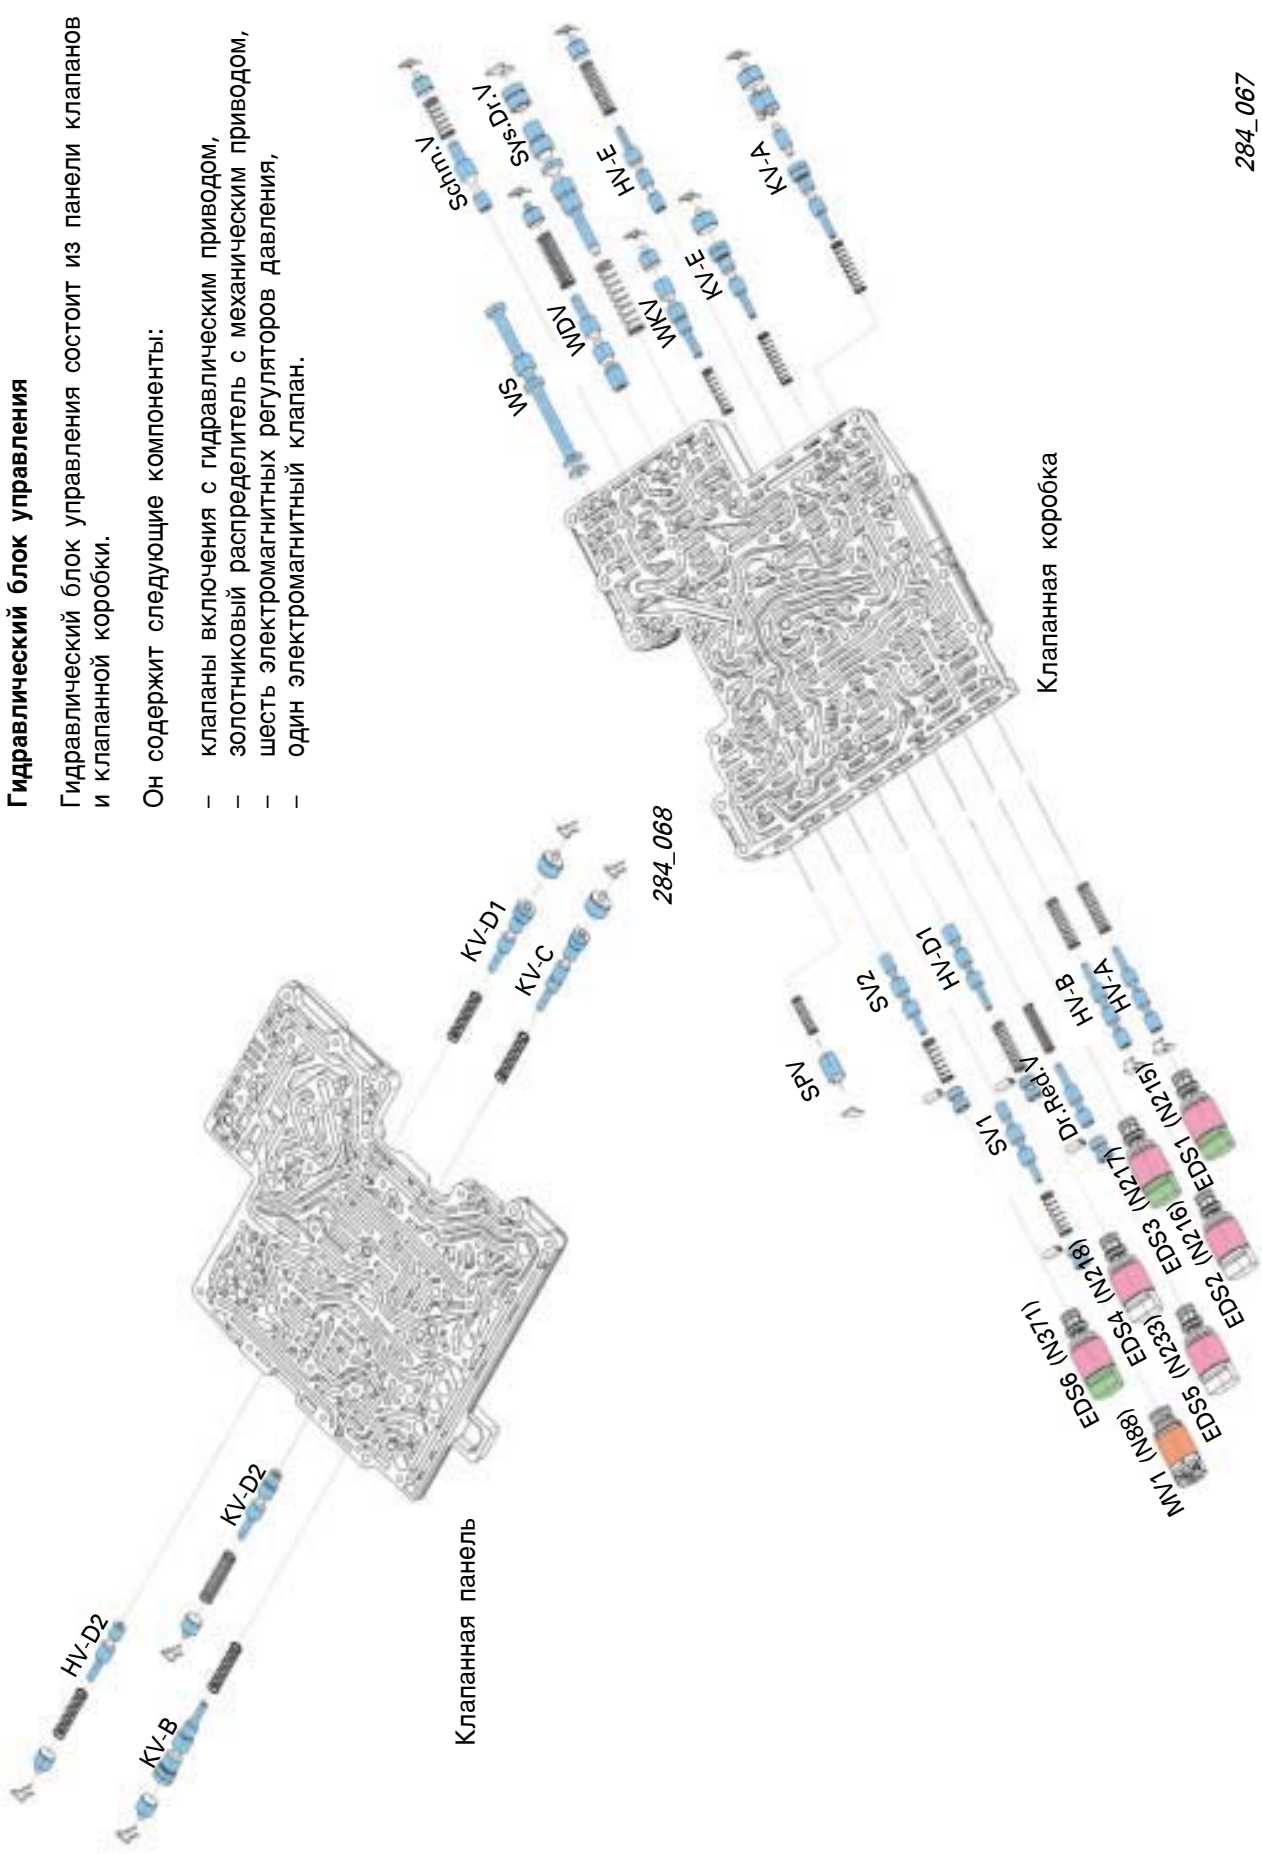 Гидравлический блок управления
Гидравлический блок управления состоит из панели клапанов
и клапанной коробки.
Он содержит следующие компоненты:
– клапаны включения с гидравлическим приводом,
– золотниковый распределитель с механическим приводом,
– шесть электромагнитных регуляторов давления,
– один электромагнитный клапан.
HV-D2
KV-D2
KV-B
KV-D1
KV-C
Клапанная панель
284_068
Schm.V
Sys.Dr.V
HV-E
KV-A
WS
WDV
WKV
KV-E
Клапанная коробка
SPV
SV2
HV-D1
SV1
Dr.Red.V
HV-B
HV-A
EDS6 (N371)
EDS4 (N218)
EDS3 (N217)
EDS1 (N215)
MV1 (N88)
EDS5 (N233)
EDS2 (N216)
284_067